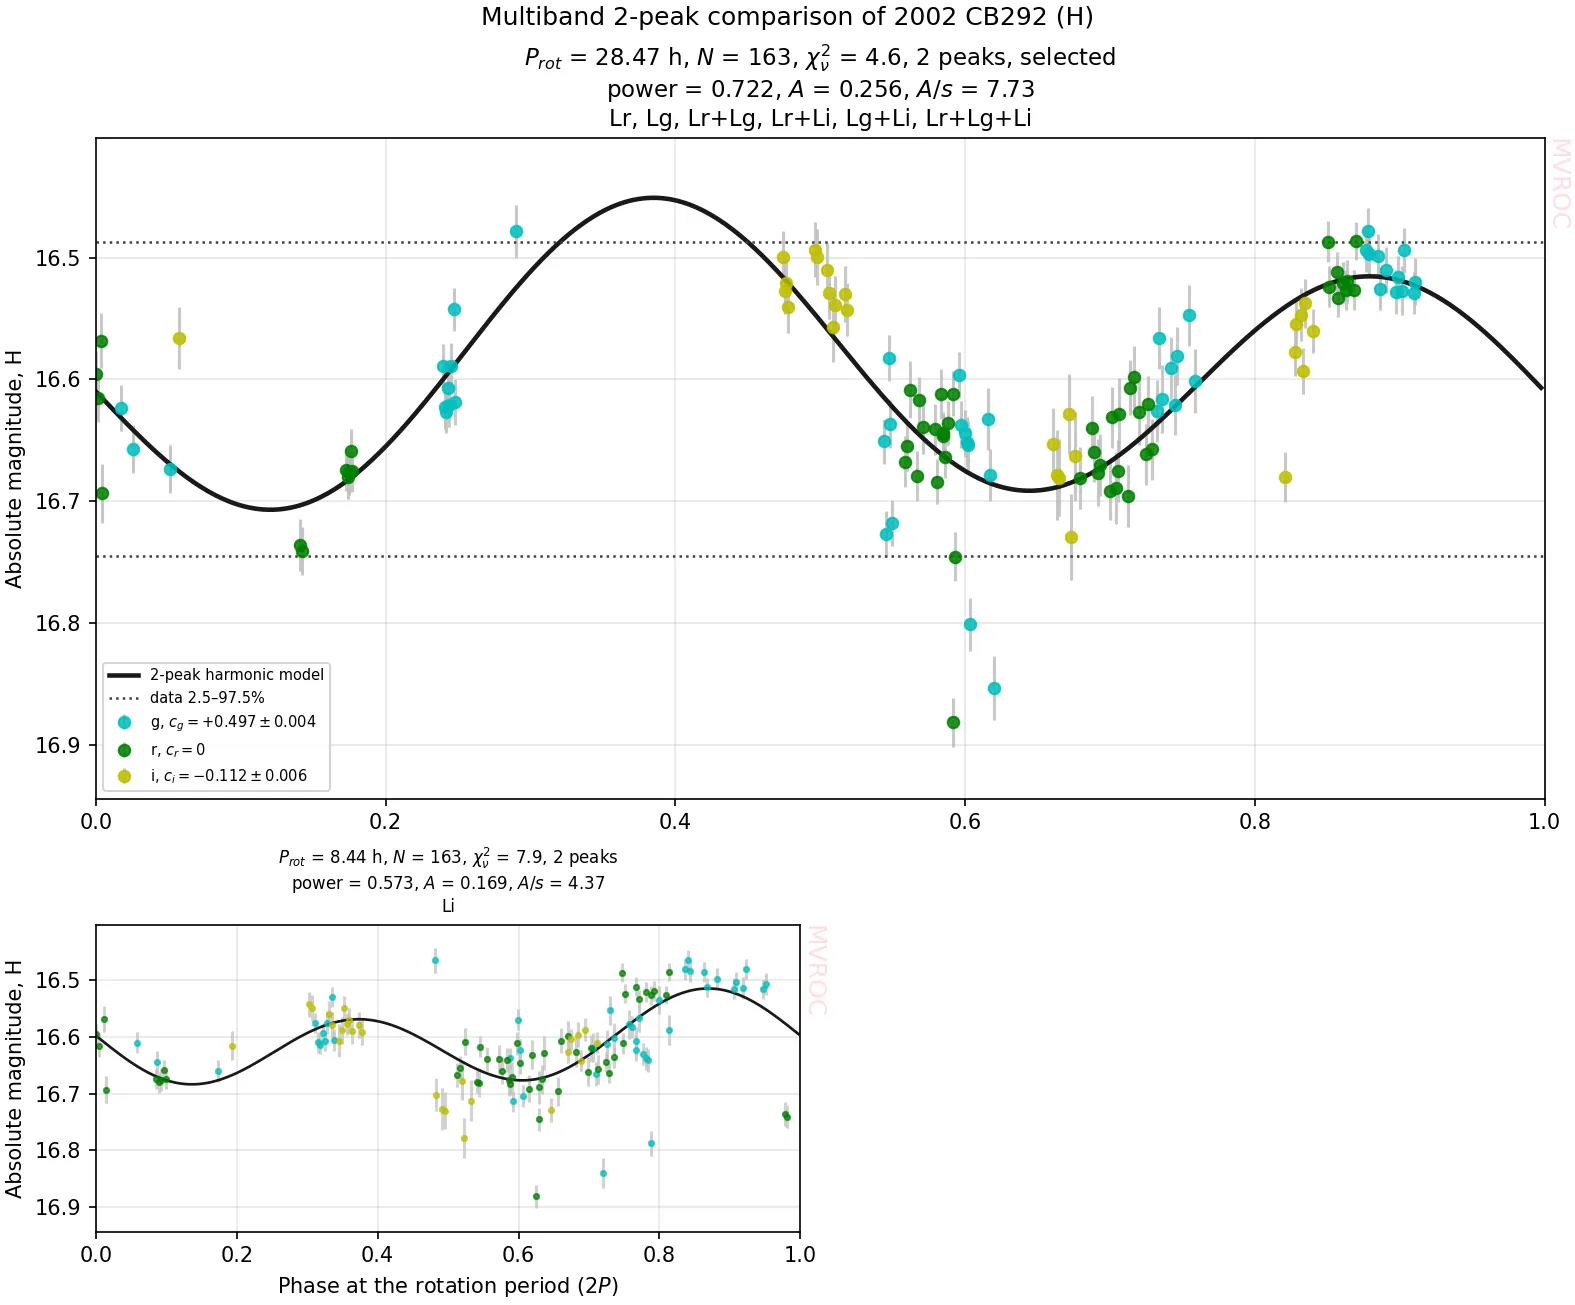 Multiband 2-peak comparison of 2002 CB292 (H)
P_rot = 28.47 h, N = 163, χ²_ν = 4.6, 2 peaks, selected
power = 0.722, A = 0.256, A/s = 7.73
Lr, Lg, Lr+Lg, Lr+Li, Lg+Li, Lr+Lg+Li
MVROC
Absolute magnitude, H
16.5
16.6
16.7
16.8
16.9
2-peak harmonic model
data 2.5–97.5%
g, c_g = +0.497 ± 0.004
r, c_r = 0
i, c_i = −0.112 ± 0.006
0.0 0.2 0.4 0.6 0.8 1.0
P_rot = 8.44 h, N = 163, χ²_ν = 7.9, 2 peaks
power = 0.573, A = 0.169, A/s = 4.37
Li
MVROC
Absolute magnitude, H
16.5
16.6
16.7
16.8
16.9
0.0 0.2 0.4 0.6 0.8 1.0
Phase at the rotation period (2P)